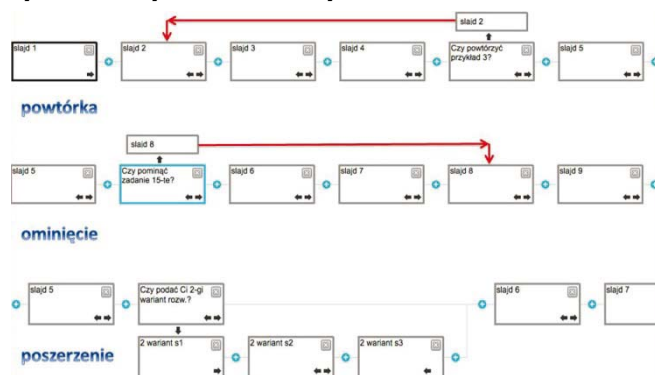 slajd 2
slajd 1
slajd 2
slajd 3
slajd 4
Czy powtórzyć
przykład 3?
slajd 5
powtórka
slajd 8
slajd 5
Czy pominąć
zadanie 15-te?
slajd 6
slajd 7
slajd 8
slajd 9
ominięcie
slajd 5
Czy podać Ci 2-gi
wariant rozw.?
slajd 6
slajd 7
2 wariant s1
2 wariant s2
2 wariant s3
poszerzenie